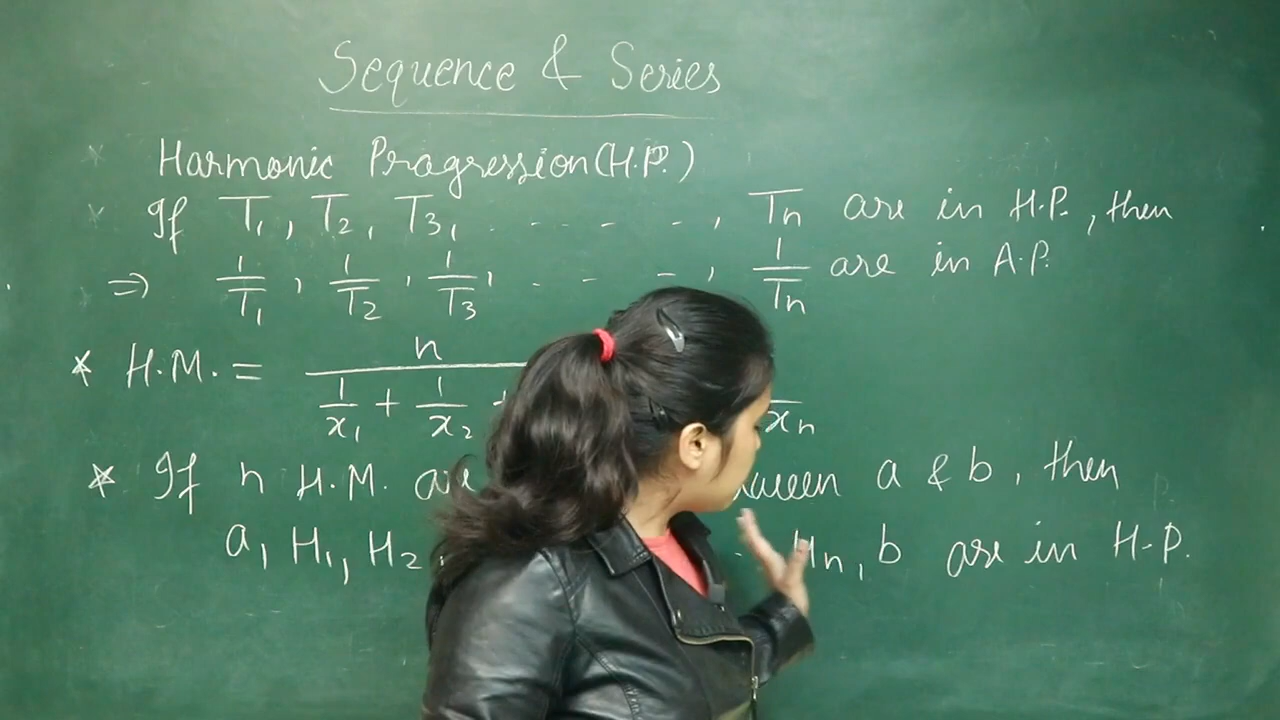 Sequence & Series
* Harmonic Progression (H.P.)
* If T₁, T₂, T₃, - - - -, Tn are in H.P., then
⇒ 1/T₁, 1/T₂, 1/T₃, - - -, 1/Tn are in A.P.
* H.M. = n / (1/x₁ + 1/x₂ + xn)
* If n H.M. a & b, then
a, H₁, H₂, Hn, b are in H.P.